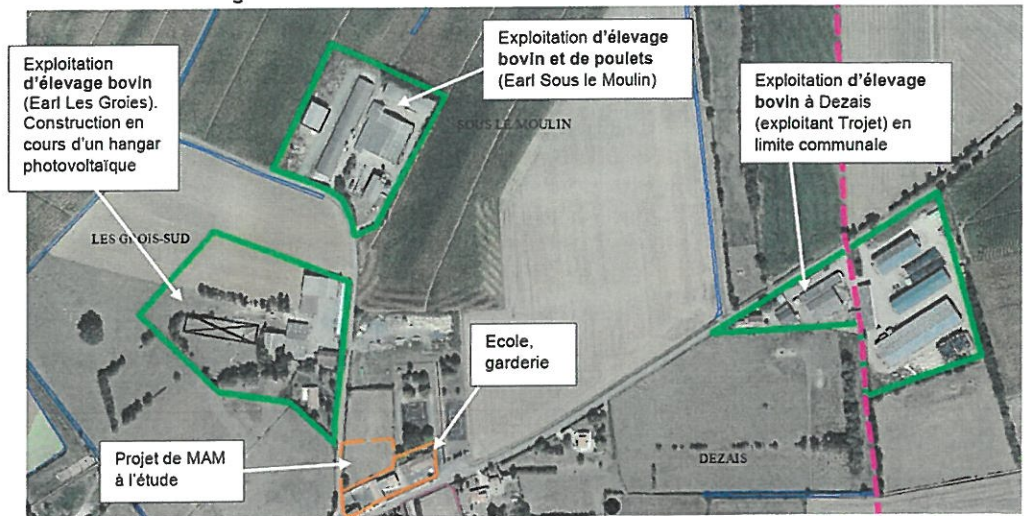 Exploitation
d'élevage bovin
(Earl Les Groies).
Construction en
cours d'un hangar
photovoltaïque
Exploitation d'élevage
bovin et de poulets
(Earl Sous le Moulin)
Exploitation d'élevage
bovin à Dezais
(exploitant Trojet) en
limite communale
SOUS LE MOULIN
LES GROIS-SUD
Ecole,
garderie
Projet de MAM
à l'étude
DEZAIS